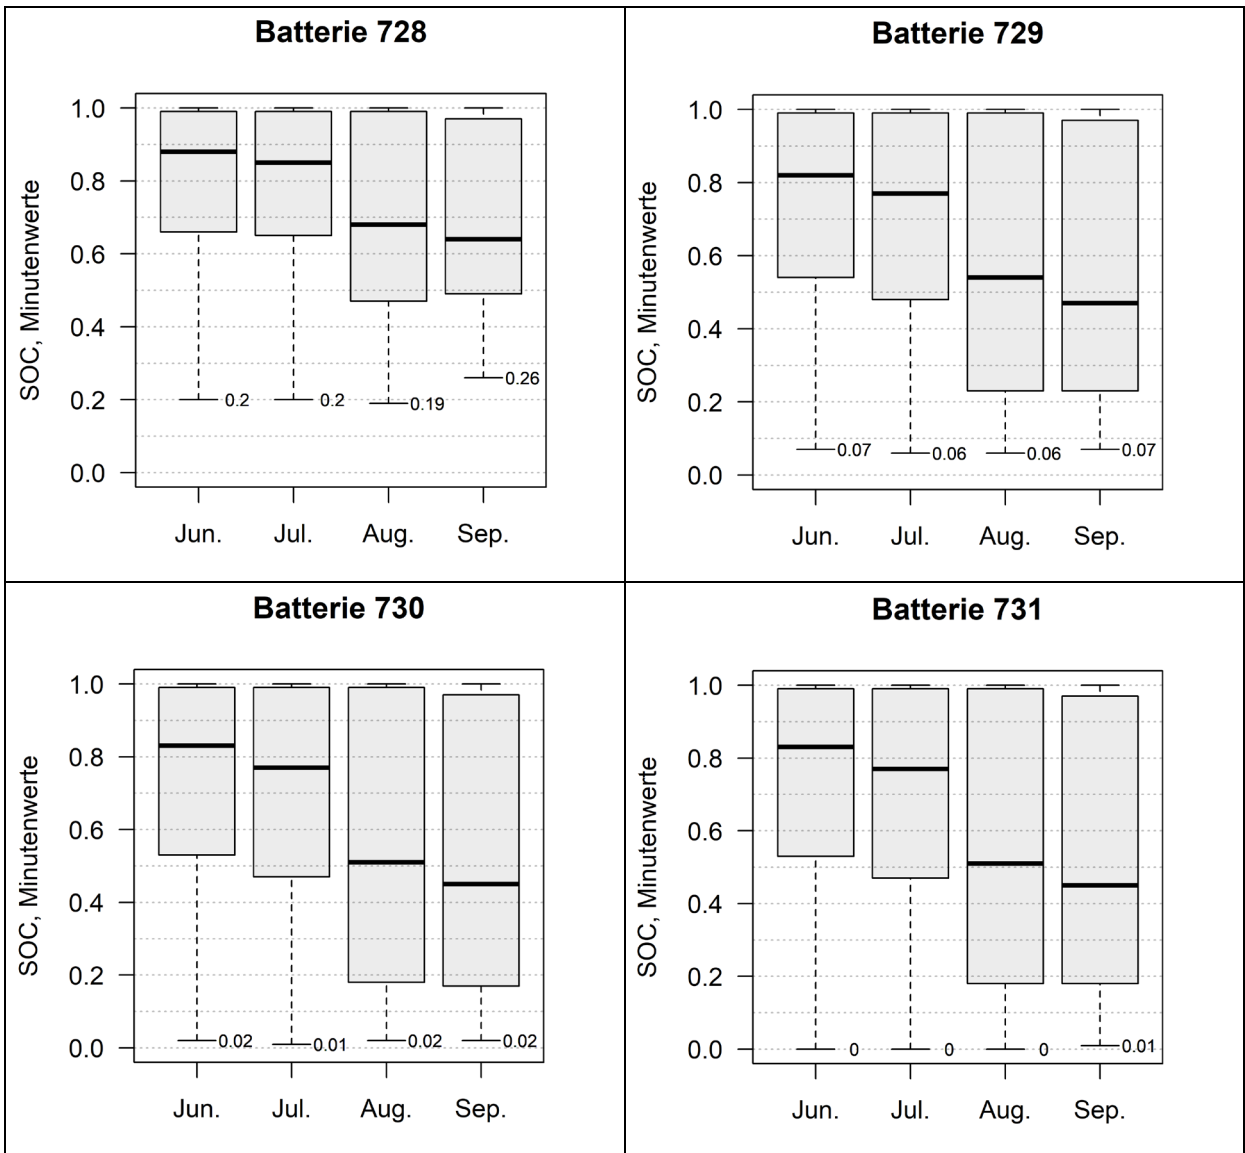 Batterie 728
SOC, Minutenwerte
1.0
0.8
0.6
0.4
0.2
0.0
0.2
0.2
0.19
0.26
Jun.
Jul.
Aug.
Sep.
Batterie 729
SOC, Minutenwerte
1.0
0.8
0.6
0.4
0.2
0.0
0.07
0.06
0.06
0.07
Jun.
Jul.
Aug.
Sep.
Batterie 730
SOC, Minutenwerte
1.0
0.8
0.6
0.4
0.2
0.0
0.02
0.01
0.02
0.02
Jun.
Jul.
Aug.
Sep.
Batterie 731
SOC, Minutenwerte
1.0
0.8
0.6
0.4
0.2
0.0
0
0
0
0.01
Jun.
Jul.
Aug.
Sep.